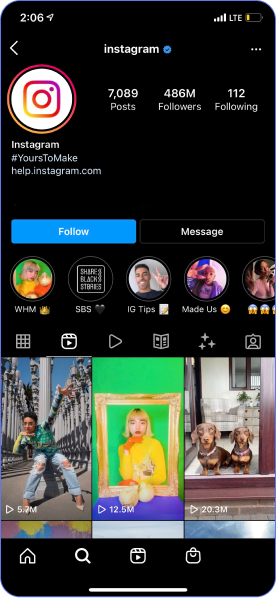 2:06 LTE
instagram
7,089 486M 112
Posts Followers Following
Instagram
#YoursToMake
help.instagram.com
Follow Message
SHARE
BLACK
STORIES
WHM 👑 SBS 🖤 IG Tips 📝 Made Us 😊 😱😱
5.7M 12.5M 20.3M